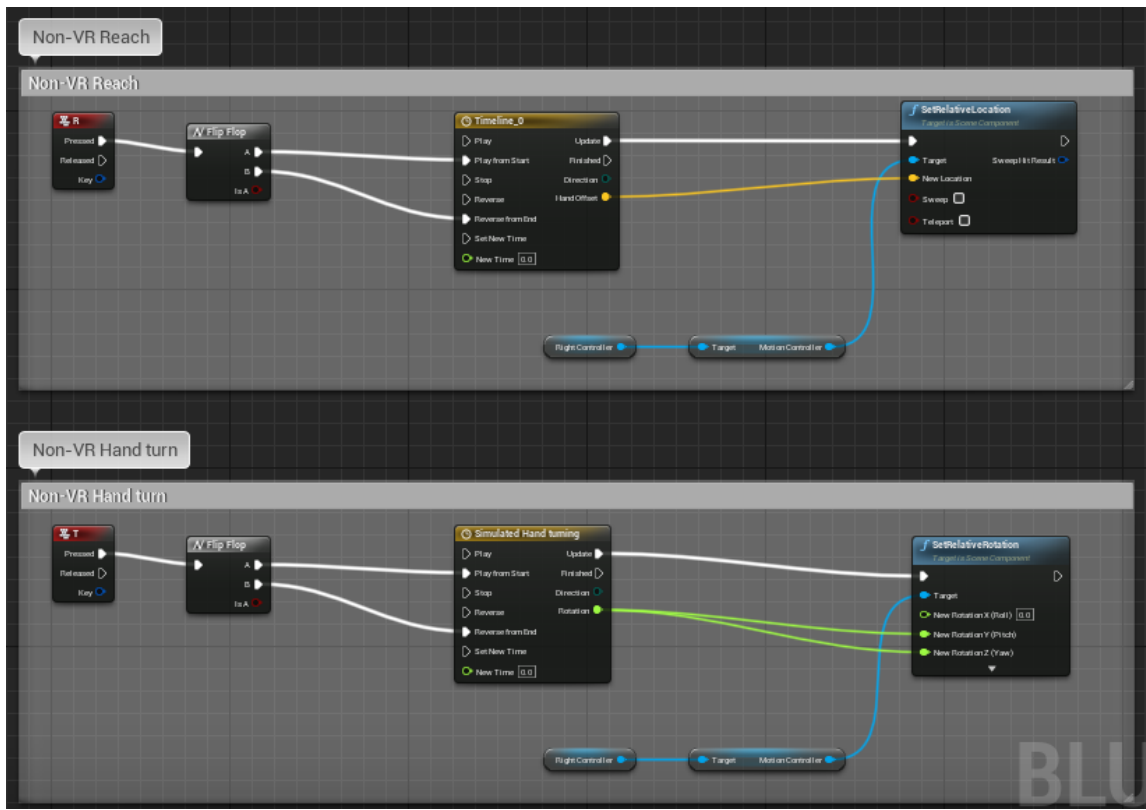 Non-VR Reach
Non-VR Reach
R
Pressed
Released
Key
Flip Flop
A
B
Is A
Timeline_0
Play
Play from Start
Stop
Reverse
Reverse from End
Set New Time
New Time 0.0
Update
Finished
Direction
Hand Offset
SetRelativeLocation
Target is Scene Component
Target
Sweep Hit Result
New Location
Sweep
Teleport
Right Controller
Target
Motion Controller
Non-VR Hand turn
Non-VR Hand turn
T
Pressed
Released
Key
Flip Flop
A
B
Is A
Simulated Hand turning
Play
Play from Start
Stop
Reverse
Reverse from End
Set New Time
New Time 0.0
Update
Finished
Direction
Rotation
SetRelativeRotation
Target is Scene Component
Target
New Rotation X (Roll) 0.0
New Rotation Y (Pitch)
New Rotation Z (Yaw)
Right Controller
Target
Motion Controller
BLU